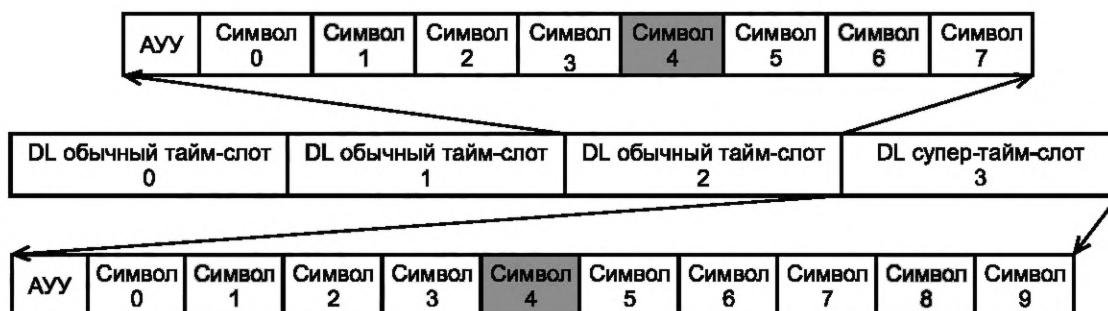 АУУ Символ 0 Символ 1 Символ 2 Символ 3 Символ 4 Символ 5 Символ 6 Символ 7
DL обычный тайм-слот 0 DL обычный тайм-слот 1 DL обычный тайм-слот 2 DL супер-тайм-слот 3
АУУ Символ 0 Символ 1 Символ 2 Символ 3 Символ 4 Символ 5 Символ 6 Символ 7 Символ 8 Символ 9